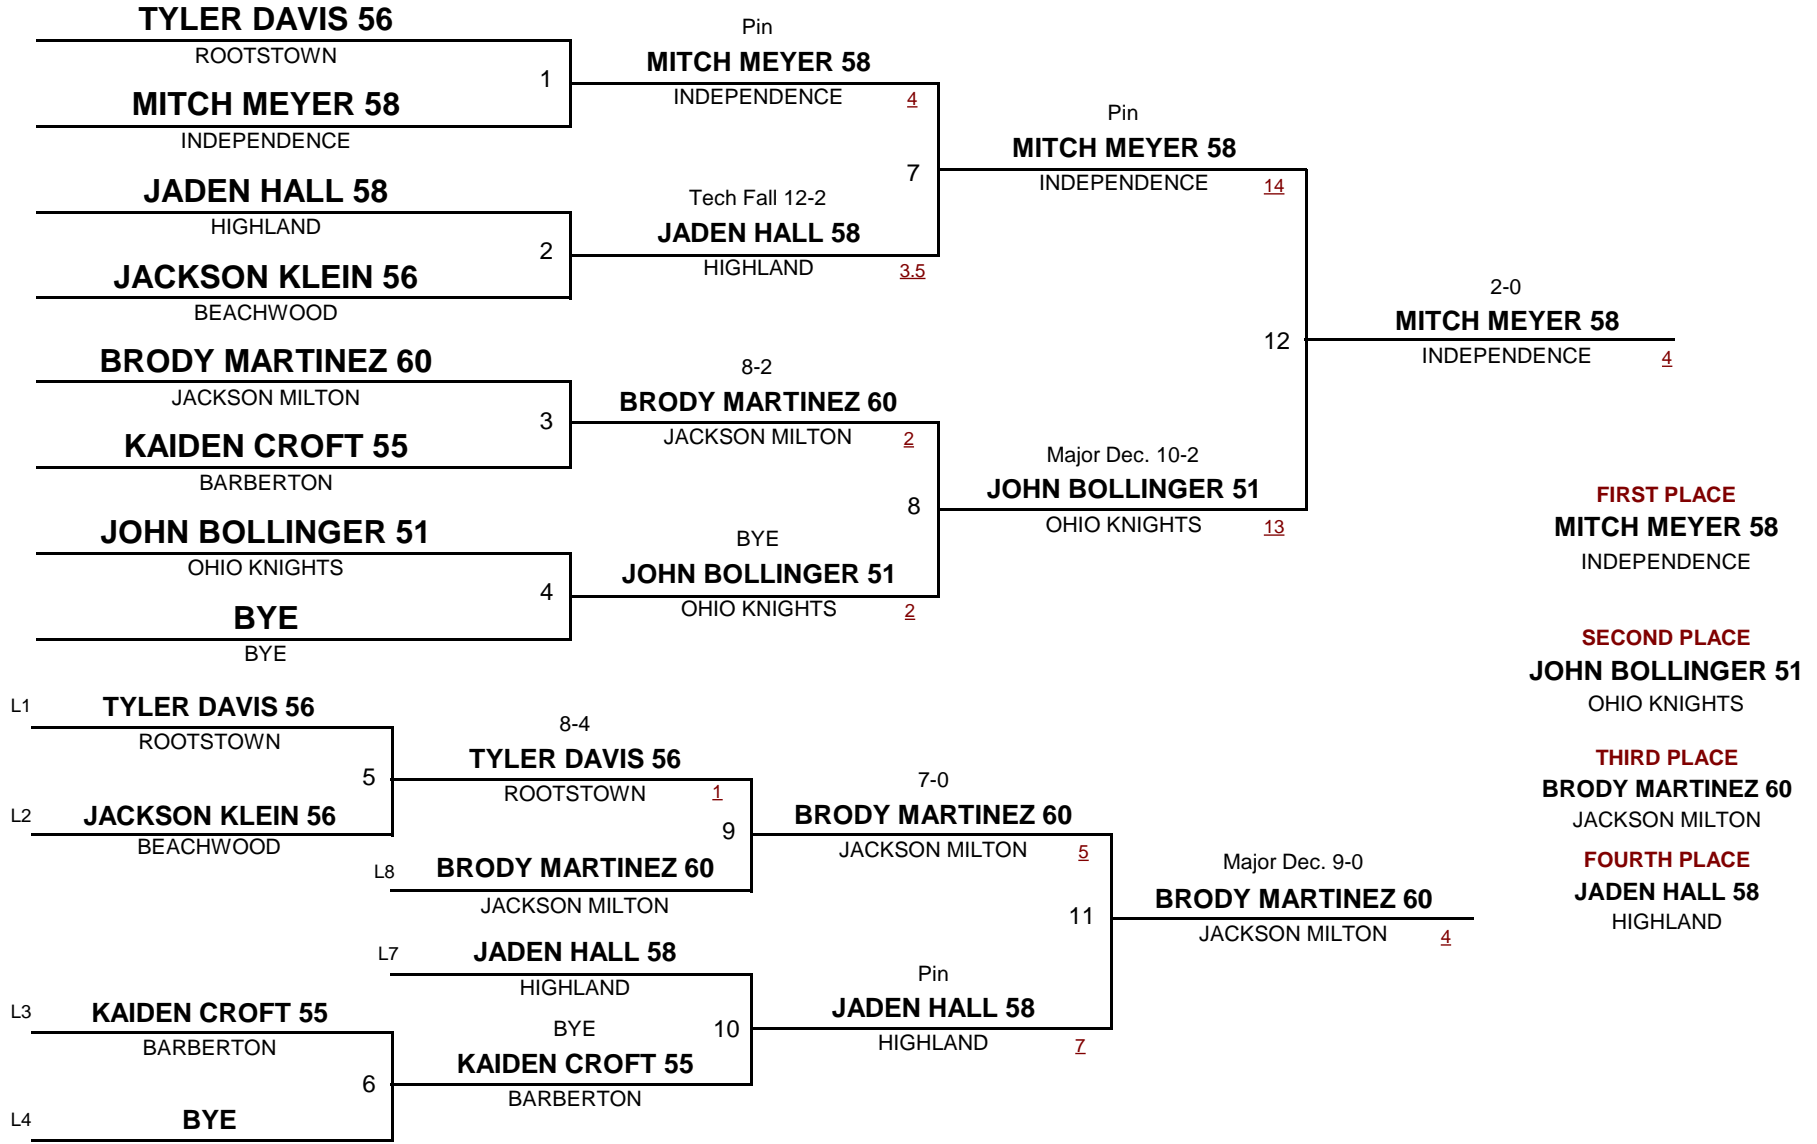 TYLER DAVIS 56
ROOTSTOWN
1
MITCH MEYER 58
INDEPENDENCE
JADEN HALL 58
HIGHLAND
2
JACKSON KLEIN 56
BEACHWOOD
BRODY MARTINEZ 60
JACKSON MILTON
3
KAIDEN CROFT 55
BARBERTON
JOHN BOLLINGER 51
OHIO KNIGHTS
4
BYE
BYE
Pin
MITCH MEYER 58
INDEPENDENCE 4
7
Tech Fall 12-2
JADEN HALL 58
HIGHLAND 3.5
8-2
BRODY MARTINEZ 60
JACKSON MILTON 2
8
BYE
JOHN BOLLINGER 51
OHIO KNIGHTS 2
Pin
MITCH MEYER 58
INDEPENDENCE 14
12
Major Dec. 10-2
JOHN BOLLINGER 51
OHIO KNIGHTS 13
2-0
MITCH MEYER 58
INDEPENDENCE 4
FIRST PLACE
MITCH MEYER 58
INDEPENDENCE
SECOND PLACE
JOHN BOLLINGER 51
OHIO KNIGHTS
THIRD PLACE
BRODY MARTINEZ 60
JACKSON MILTON
FOURTH PLACE
JADEN HALL 58
HIGHLAND
L1 TYLER DAVIS 56
ROOTSTOWN
5
L2 JACKSON KLEIN 56
BEACHWOOD
L3 KAIDEN CROFT 55
BARBERTON
6
L4 BYE
8-4
TYLER DAVIS 56
ROOTSTOWN 1
9
L8 BRODY MARTINEZ 60
JACKSON MILTON
L7 JADEN HALL 58
HIGHLAND
BYE 10
KAIDEN CROFT 55
BARBERTON
7-0
BRODY MARTINEZ 60
JACKSON MILTON 5
11
Pin
JADEN HALL 58
HIGHLAND 7
Major Dec. 9-0
BRODY MARTINEZ 60
JACKSON MILTON 4